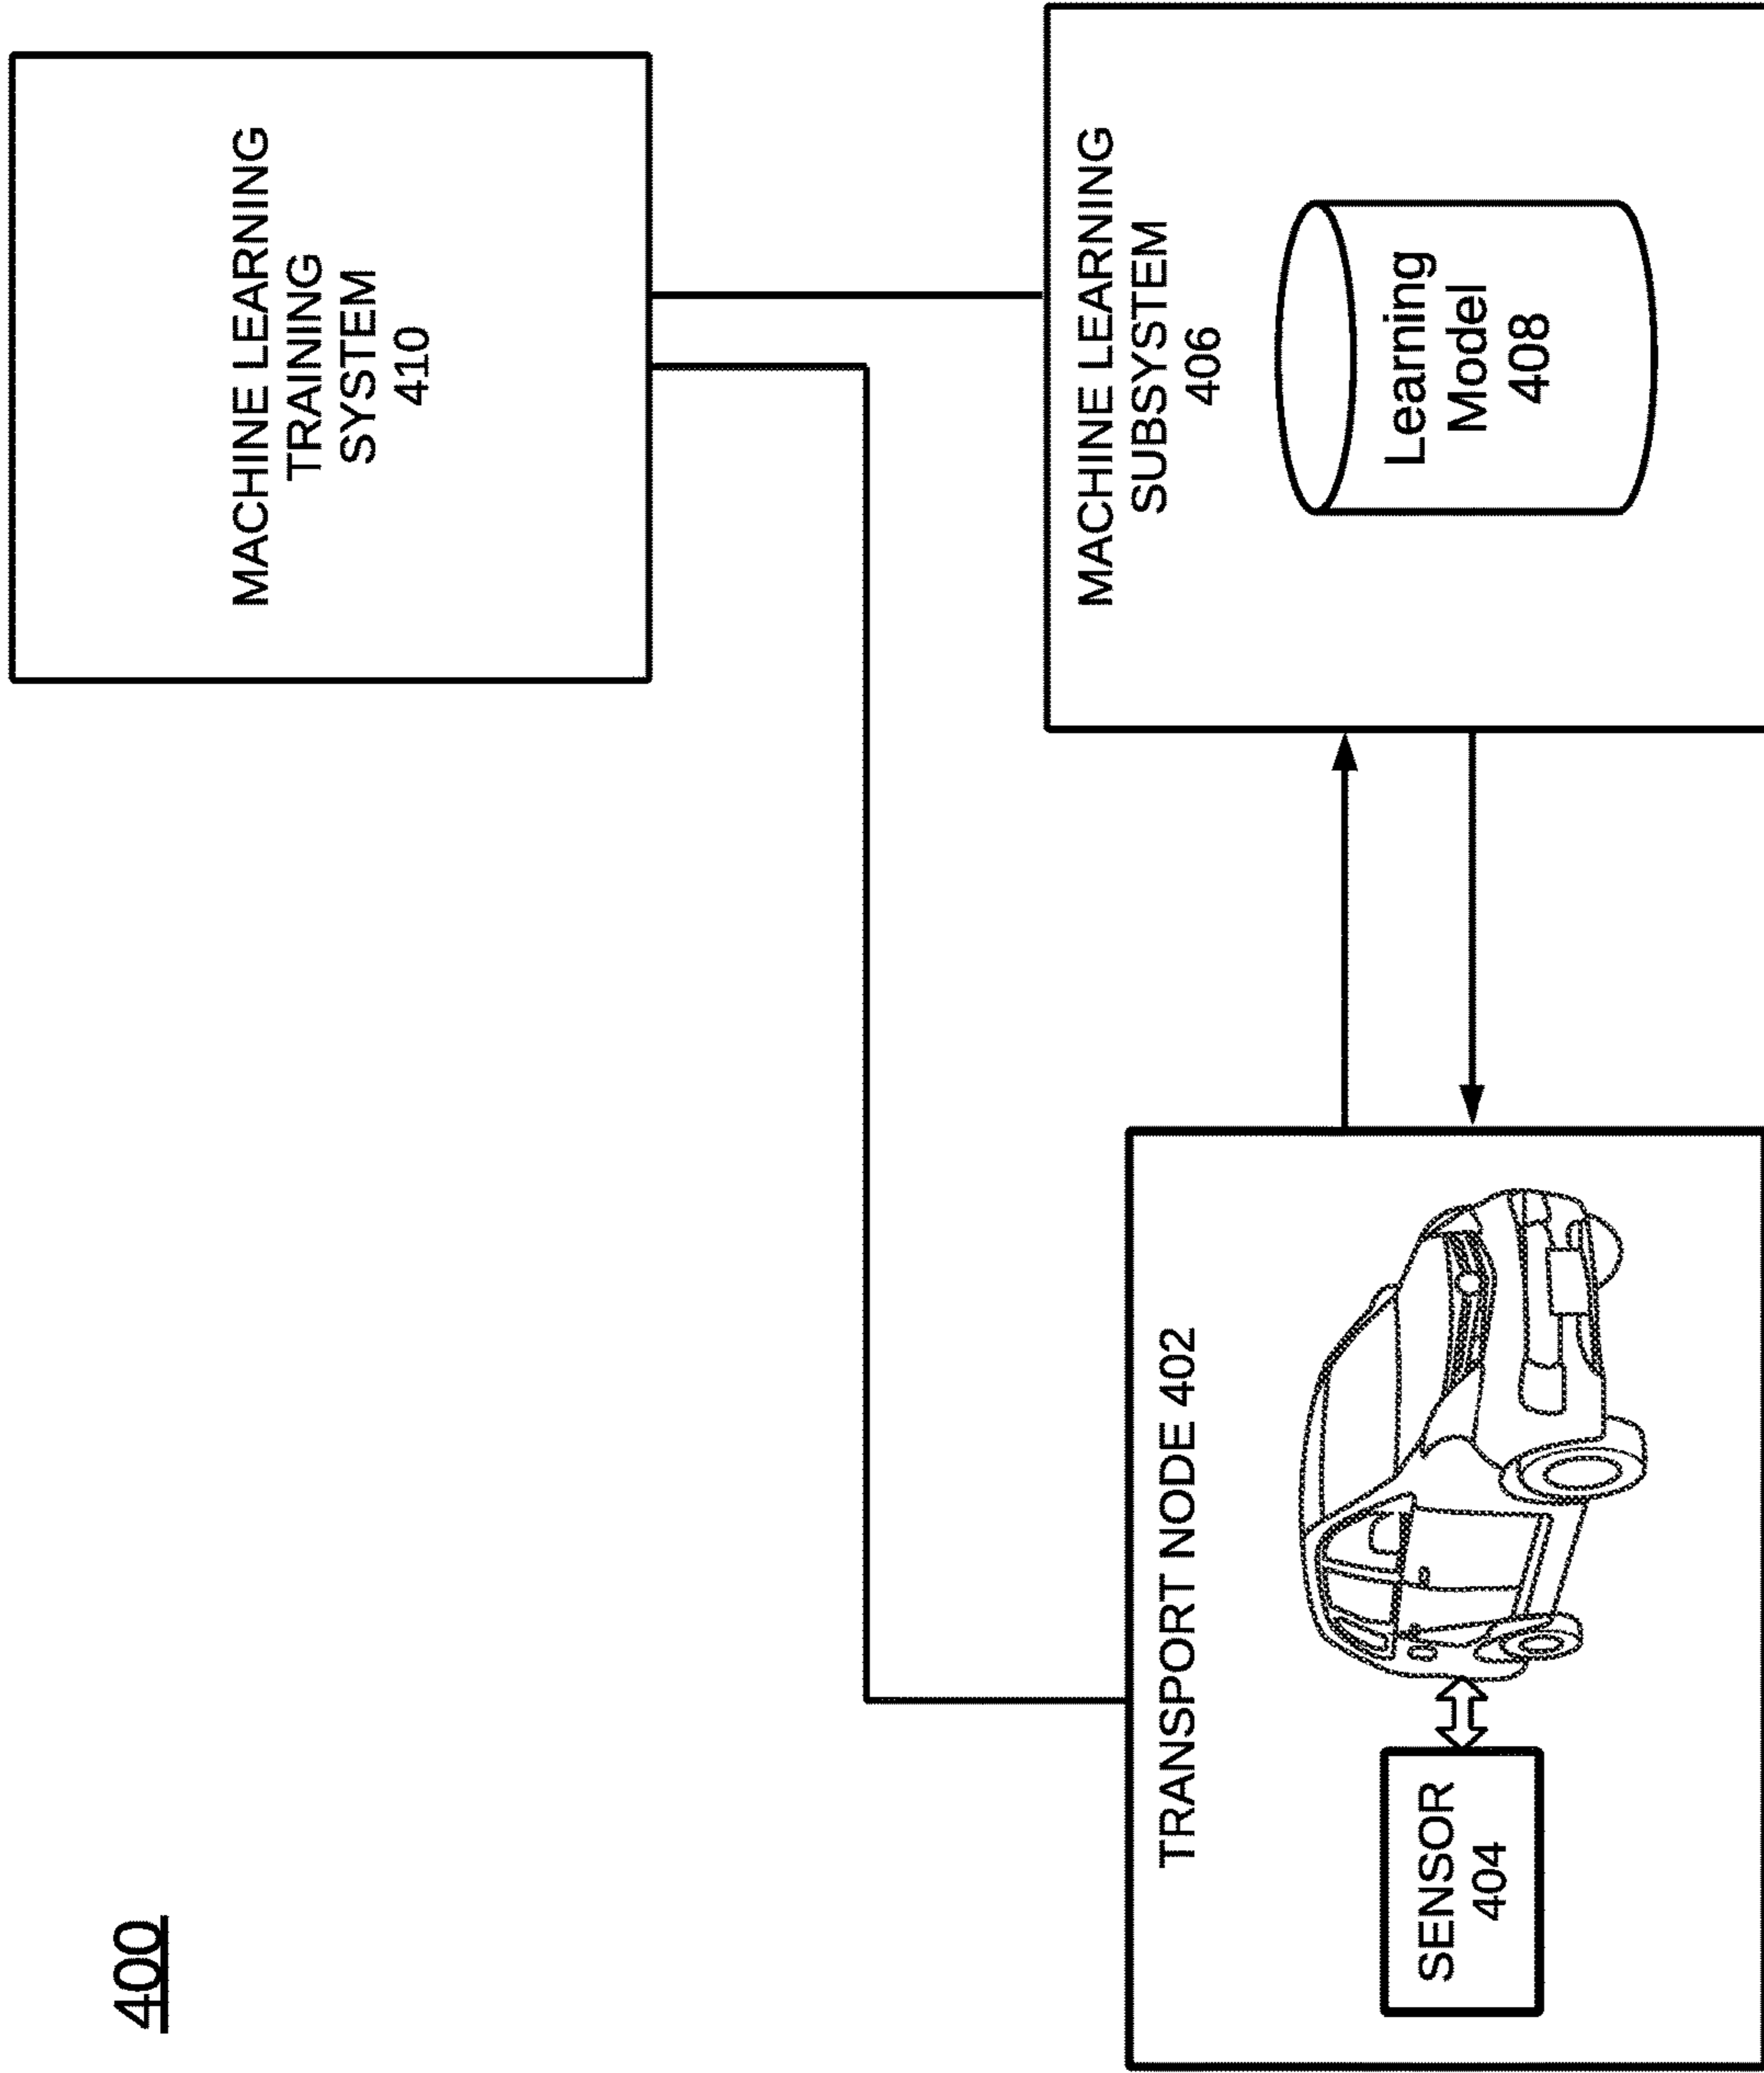 400
MACHINE LEARNING
TRAINING
SYSTEM
410
TRANSPORT NODE 402
SENSOR
404
MACHINE LEARNING
SUBSYSTEM
406
Learning
Model
408